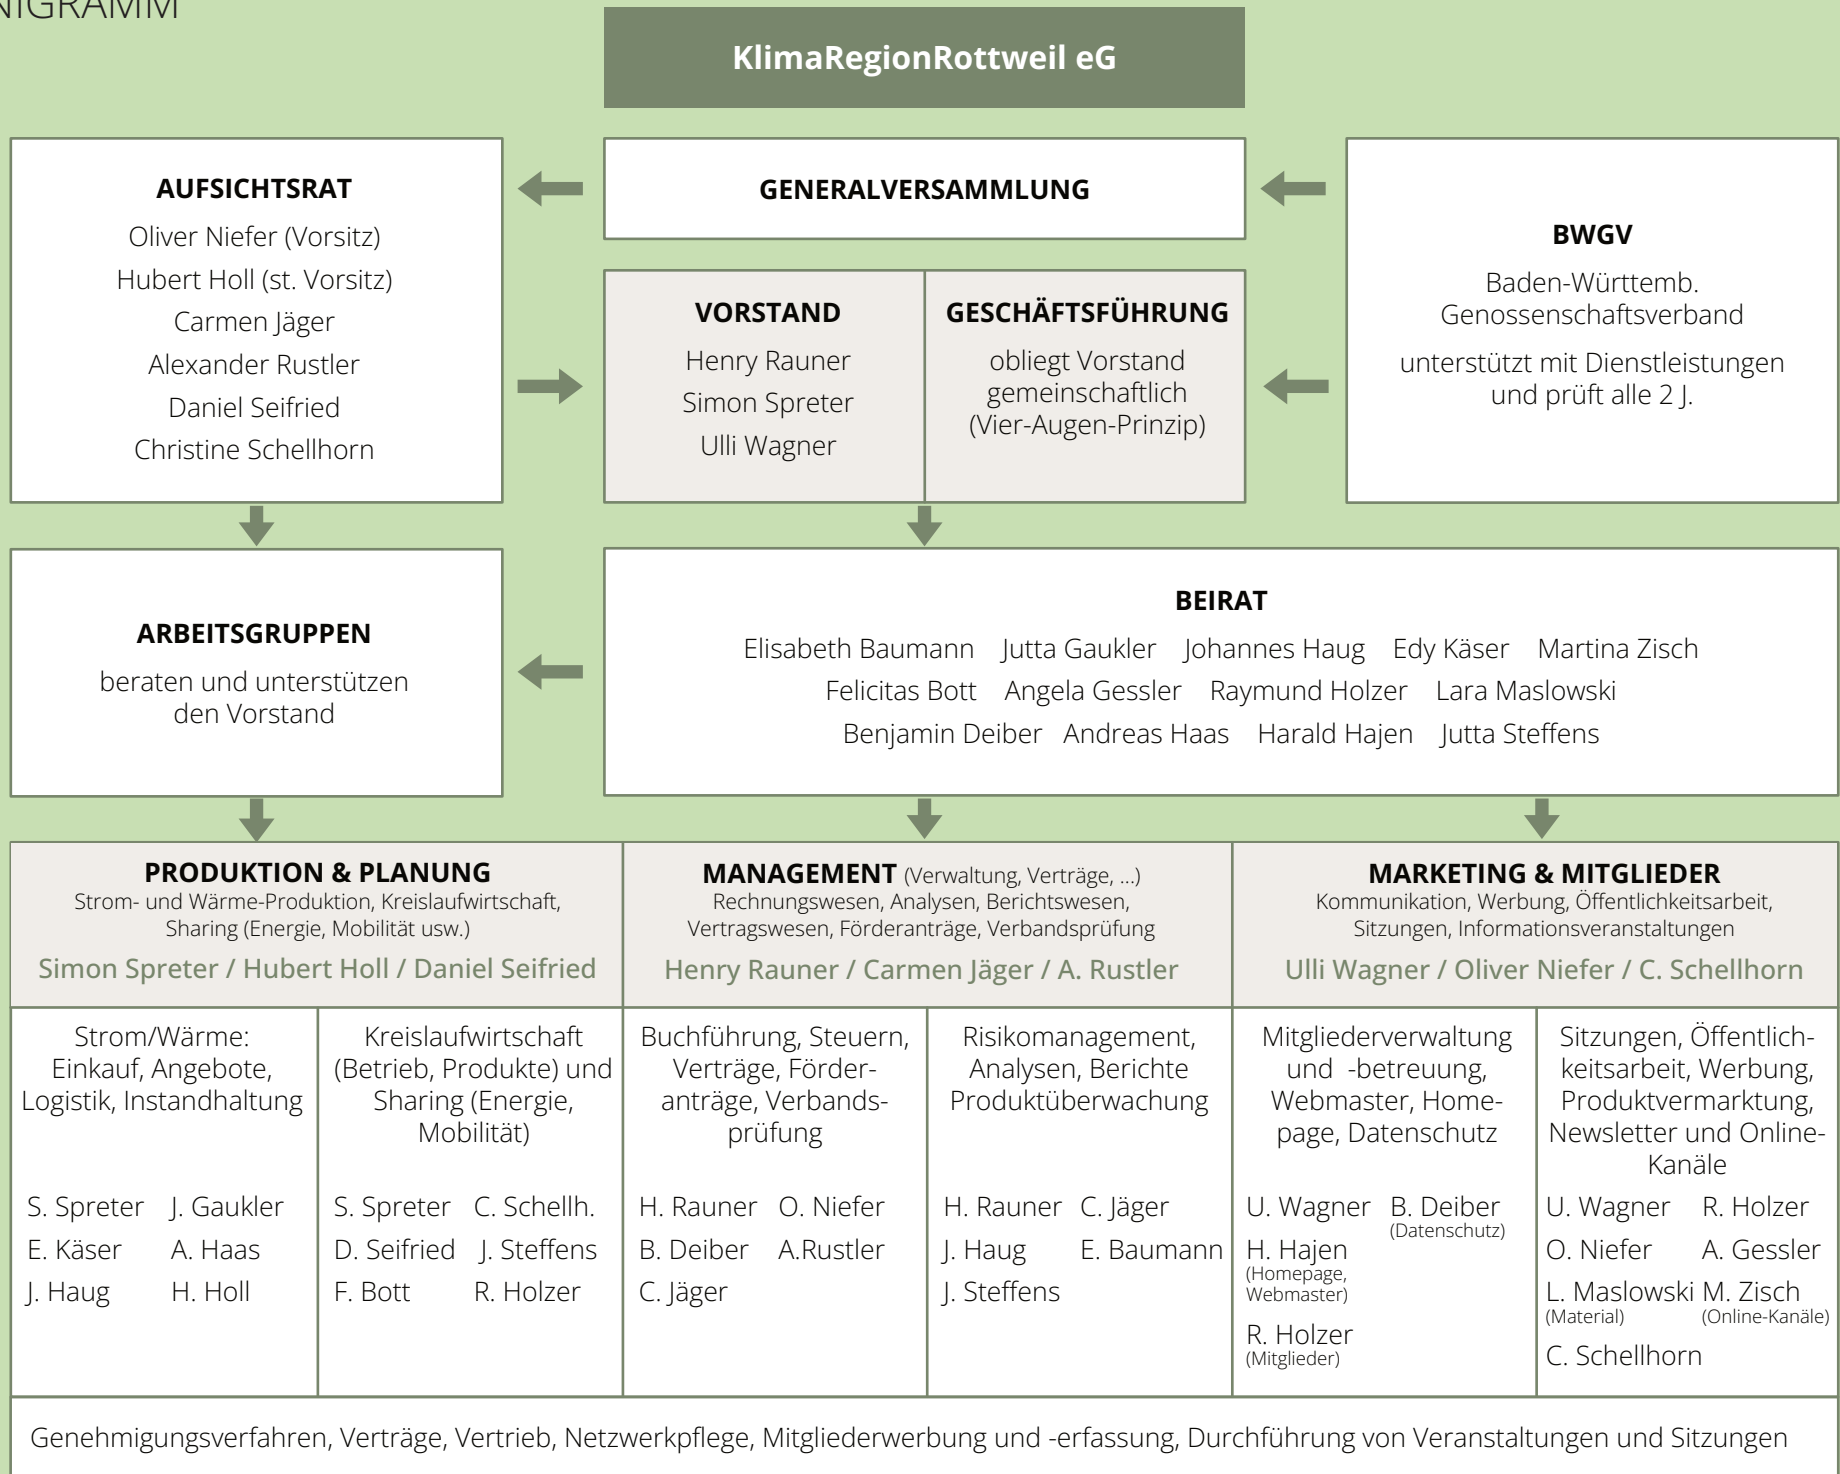 KlimaRegionRottweil eG
AUFSICHTSRAT
Oliver Niefer (Vorsitz)
Hubert Holl (st. Vorsitz)
Carmen Jäger
Alexander Rustler
Daniel Seifried
Christine Schellhorn
GENERALVERSAMMLUNG
VORSTAND
Henry Rauner
Simon Spreter
Ulli Wagner
GESCHÄFTSFÜHRUNG
obliegt Vorstand
gemeinschaftlich
(Vier-Augen-Prinzip)
BWGV
Baden-Württemb.
Genossenschaftsverband
unterstützt mit Dienstleistungen
und prüft alle 2 J.
ARBEITSGRUPPEN
beraten und unterstützen
den Vorstand
BEIRAT
Elisabeth Baumann Jutta Gaukler Johannes Haug Edy Käser Martina Zisch
Felicitas Bott Angela Gessler Raymund Holzer Lara Maslowski
Benjamin Deiber Andreas Haas Harald Hajen Jutta Steffens
PRODUKTION & PLANUNG
Strom- und Wärme-Produktion, Kreislaufwirtschaft,
Sharing (Energie, Mobilität usw.)
Simon Spreter / Hubert Holl / Daniel Seifried
MANAGEMENT (Verwaltung, Verträge, ...)
Rechnungswesen, Analysen, Berichtswesen,
Vertragswesen, Förderanträge, Verbandsprüfung
Henry Rauner / Carmen Jäger / A. Rustler
MARKETING & MITGLIEDER
Kommunikation, Werbung, Öffentlichkeitsarbeit,
Sitzungen, Informationsveranstaltungen
Ulli Wagner / Oliver Niefer / C. Schellhorn
Strom/Wärme:
Einkauf, Angebote,
Logistik, Instandhaltung
S. Spreter J. Gaukler
E. Käser A. Haas
J. Haug H. Holl
Kreislaufwirtschaft
(Betrieb, Produkte) und
Sharing (Energie,
Mobilität)
S. Spreter C. Schellh.
D. Seifried J. Steffens
F. Bott R. Holzer
Buchführung, Steuern,
Verträge, Förder-
anträge, Verbands-
prüfung
H. Rauner O. Niefer
B. Deiber A.Rustler
C. Jäger
Risikomanagement,
Analysen, Berichte
Produktüberwachung
H. Rauner C. Jäger
J. Haug E. Baumann
J. Steffens
Mitgliederverwaltung
und -betreuung,
Webmaster, Home-
page, Datenschutz
U. Wagner B. Deiber
(Datenschutz)
H. Hajen
(Homepage,
Webmaster)
R. Holzer
(Mitglieder)
Sitzungen, Öffentlich-
keitsarbeit, Werbung,
Produktvermarktung,
Newsletter und Online-
Kanäle
U. Wagner R. Holzer
O. Niefer A. Gessler
L. Maslowski M. Zisch
(Material) (Online-Kanäle)
C. Schellhorn
Genehmigungsverfahren, Verträge, Vertrieb, Netzwerkpflege, Mitgliederwerbung und -erfassung, Durchführung von Veranstaltungen und Sitzungen